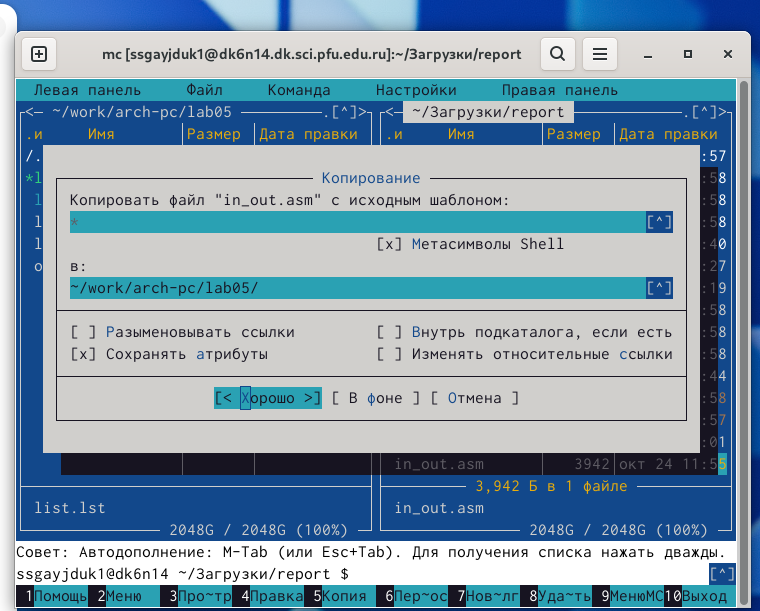 mc [ssgayjduk1@dk6n14.dk.sci.pfu.edu.ru]:~/Загрузки/report
Левая панель Файл Команда Настройки Правая панель
<— ~/work/arch-pc/lab05 .[^]> <— ~/Загрузки/report .[^]>
.и Имя Размер Дата правки .и Имя Размер Дата правки
/. :57
*l :58
l :58
l :58
l :40
о :27
:19
:58
:58
:58
:44
:58
:57
:01
Копирование
Копировать файл "in_out.asm" с исходным шаблоном:
* [^]
[x] Метасимволы Shell
в:
~/work/arch-pc/lab05/ [^]
[ ] Разыменовывать ссылки [ ] Внутрь подкаталога, если есть
[x] Сохранять атрибуты [ ] Изменять относительные ссылки
[< Хорошо >] [ В фоне ] [ Отмена ]
in_out.asm 3942 окт 24 11:55
3,942 Б в 1 файле
list.lst in_out.asm
2048G / 2048G (100%) 2048G / 2048G (100%)
Совет: Автодополнение: M-Tab (или Esc+Tab). Для получения списка нажать дважды.
ssgayjduk1@dk6n14 ~/Загрузки/report $ [^]
1Помощь 2Меню 3Про~тр 4Правка 5Копия 6Пер~ос 7Нов~лг 8Уда~ть 9МенюМС 10Выход